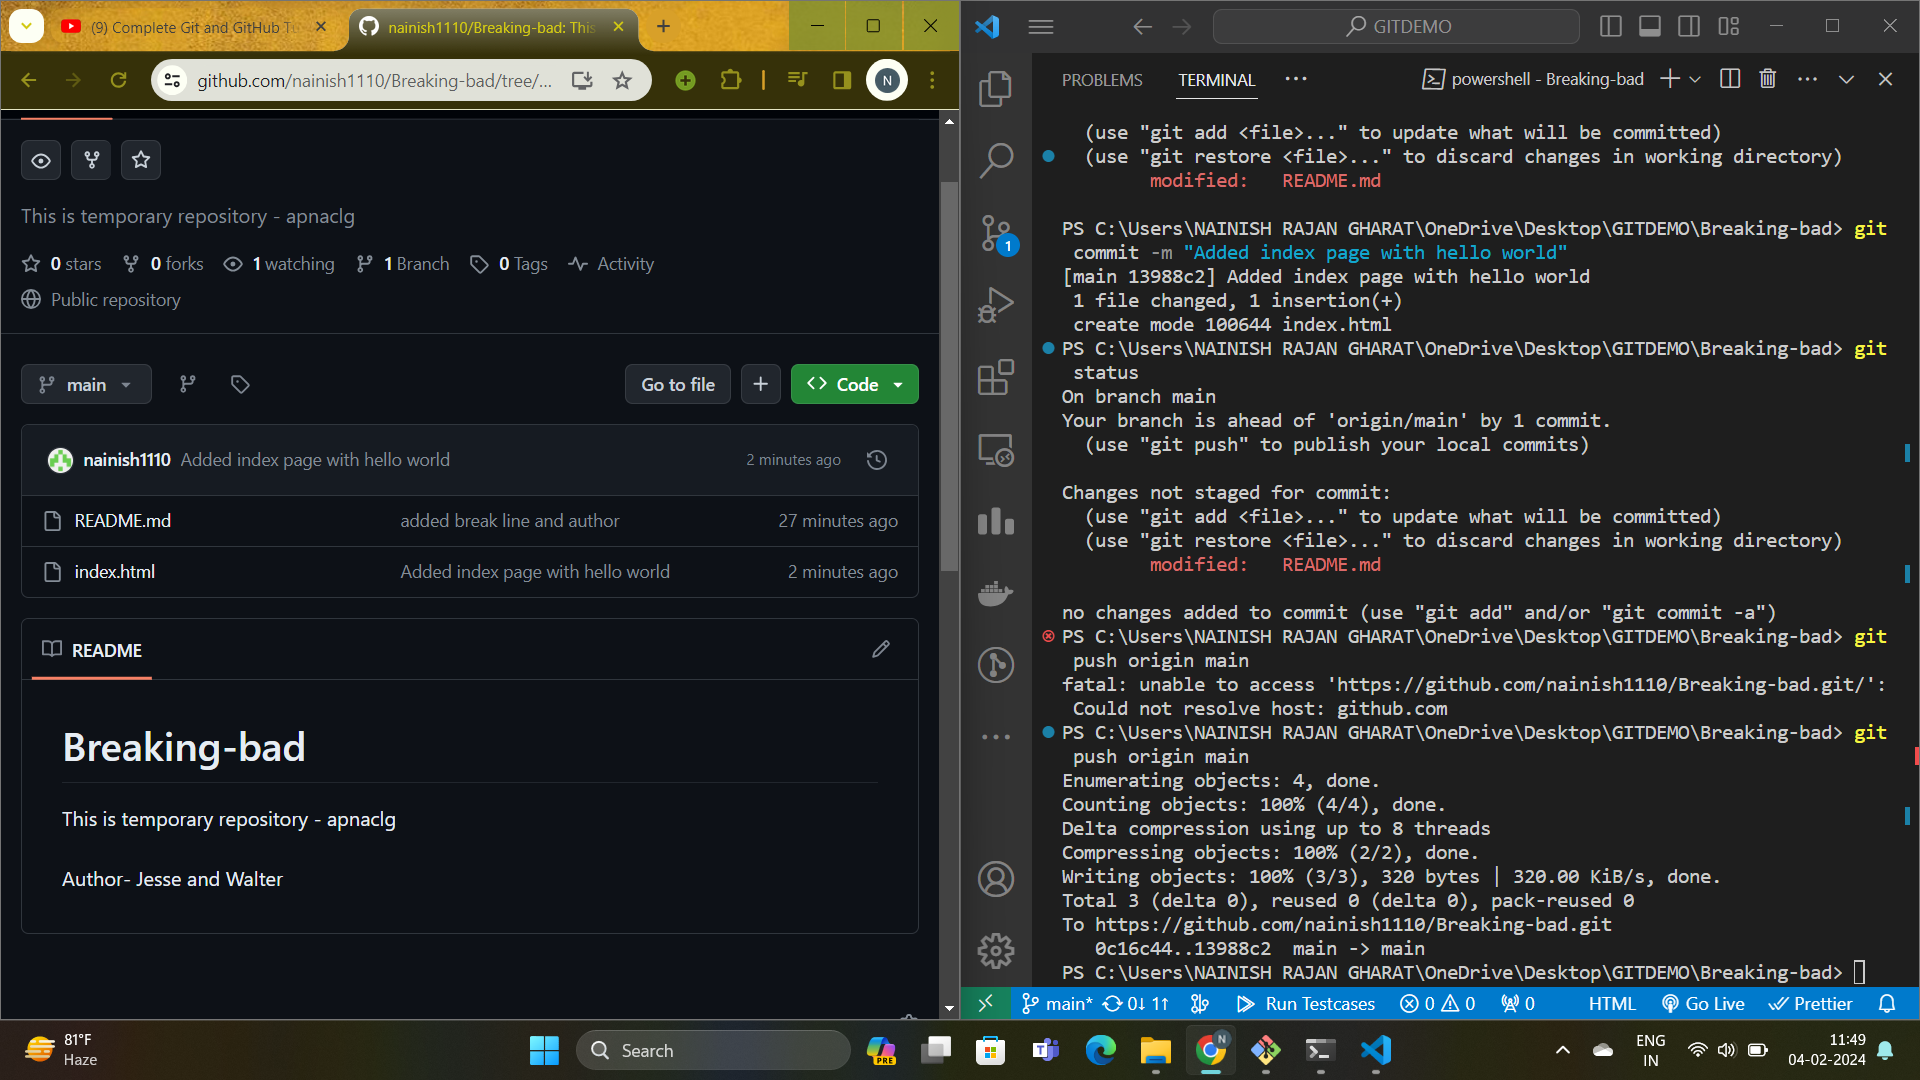 (9) Complete Git and GitHub T
nainish1110/Breaking-bad: This
github.com/nainish1110/Breaking-bad/tree/...
N
This is temporary repository - apnaclg
0 stars
0 forks
1 watching
1 Branch
0 Tags
Activity
Public repository
main
Go to file
Code
nainish1110 Added index page with hello world 2 minutes ago
README.md added break line and author 27 minutes ago
index.html Added index page with hello world 2 minutes ago
README
Breaking-bad
This is temporary repository - apnaclg
Author- Jesse and Walter
GITDEMO
PROBLEMS TERMINAL ... powershell - Breaking-bad
1
(use "git add <file>..." to update what will be committed)
(use "git restore <file>..." to discard changes in working directory)
modified: README.md
PS C:\Users\NAINISH RAJAN GHARAT\OneDrive\Desktop\GITDEMO\Breaking-bad> git
commit -m "Added index page with hello world"
[main 13988c2] Added index page with hello world
1 file changed, 1 insertion(+)
create mode 100644 index.html
PS C:\Users\NAINISH RAJAN GHARAT\OneDrive\Desktop\GITDEMO\Breaking-bad> git
status
On branch main
Your branch is ahead of 'origin/main' by 1 commit.
(use "git push" to publish your local commits)
Changes not staged for commit:
(use "git add <file>..." to update what will be committed)
(use "git restore <file>..." to discard changes in working directory)
modified: README.md
no changes added to commit (use "git add" and/or "git commit -a")
PS C:\Users\NAINISH RAJAN GHARAT\OneDrive\Desktop\GITDEMO\Breaking-bad> git
push origin main
fatal: unable to access 'https://github.com/nainish1110/Breaking-bad.git/':
Could not resolve host: github.com
PS C:\Users\NAINISH RAJAN GHARAT\OneDrive\Desktop\GITDEMO\Breaking-bad> git
push origin main
Enumerating objects: 4, done.
Counting objects: 100% (4/4), done.
Delta compression using up to 8 threads
Compressing objects: 100% (2/2), done.
Writing objects: 100% (3/3), 320 bytes | 320.00 KiB/s, done.
Total 3 (delta 0), reused 0 (delta 0), pack-reused 0
To https://github.com/nainish1110/Breaking-bad.git
0c16c44..13988c2 main -> main
PS C:\Users\NAINISH RAJAN GHARAT\OneDrive\Desktop\GITDEMO\Breaking-bad>
main* 0↓ 1↑ Run Testcases 0 0 0 HTML Go Live Prettier
81°F
Haze
Search
PRE
N
ENG
IN
11:49
04-02-2024